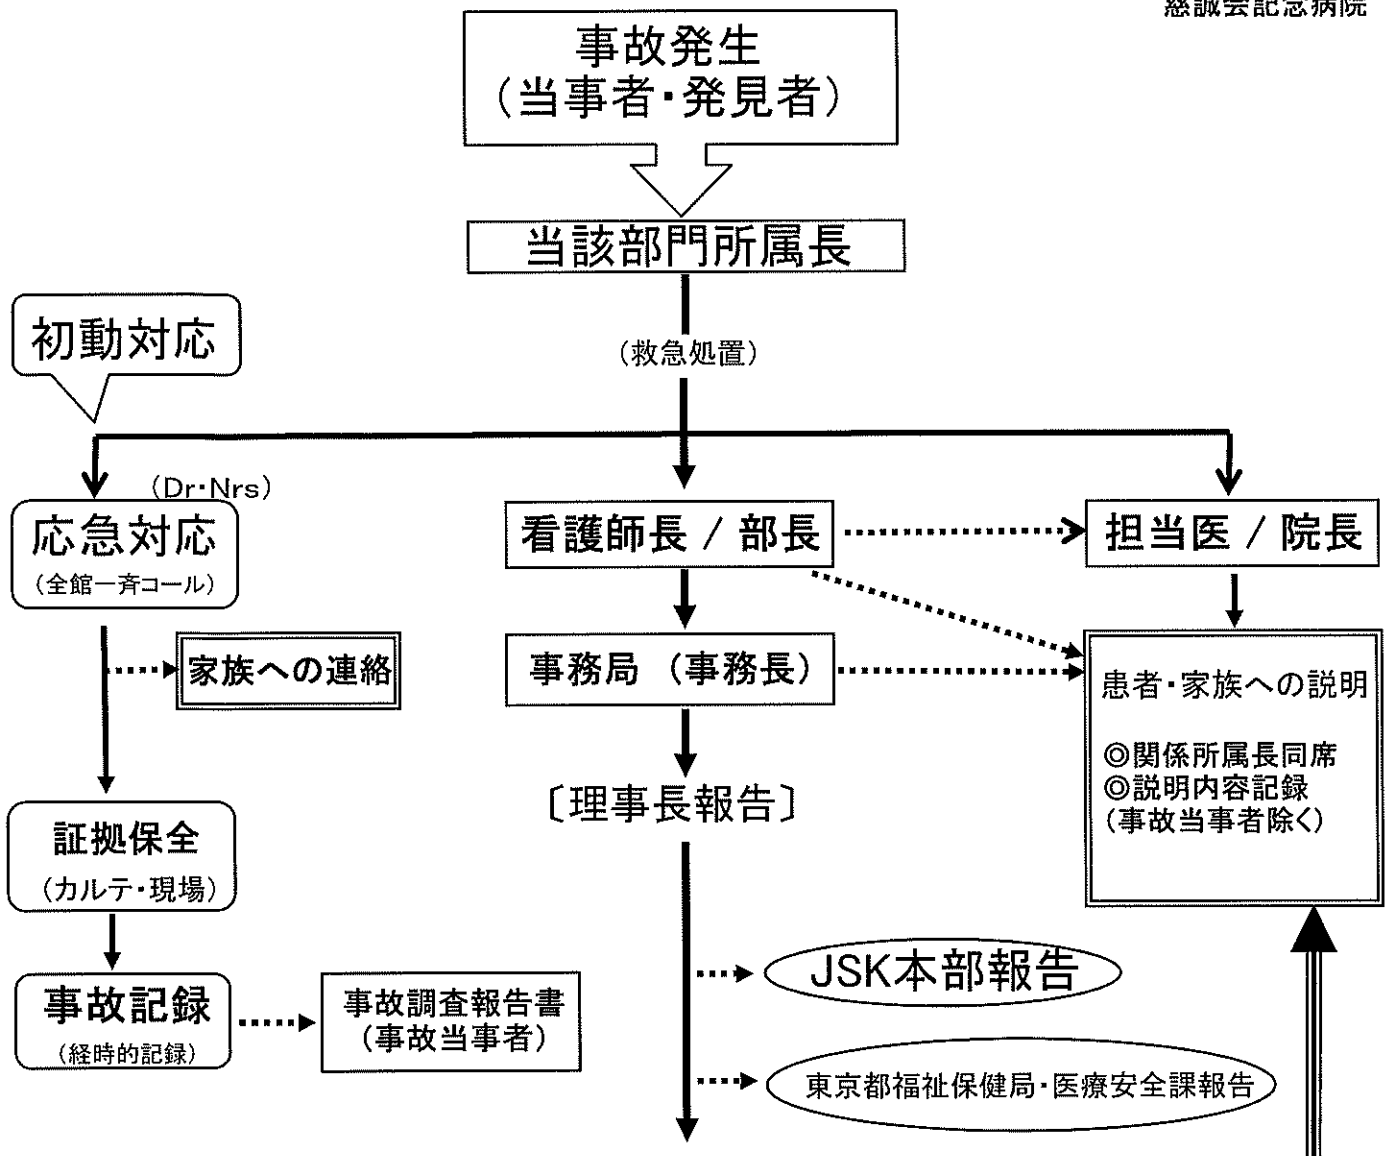 慈誠会記念病院
事故発生
（当事者・発見者）
当該部門所属長
初動対応
（救急処置）
（Dr・Nrs）
応急対応
（全館一斉コール）
看護師長 / 部長
担当医 / 院長
家族への連絡
事務局 （事務長）
患者・家族への説明
◎関係所属長同席
◎説明内容記録
（事故当事者除く）
〔理事長報告〕
証拠保全
（カルテ・現場）
JSK本部報告
事故記録
（経時的記録）
事故調査報告書
（事故当事者）
東京都福祉保健局・医療安全課報告